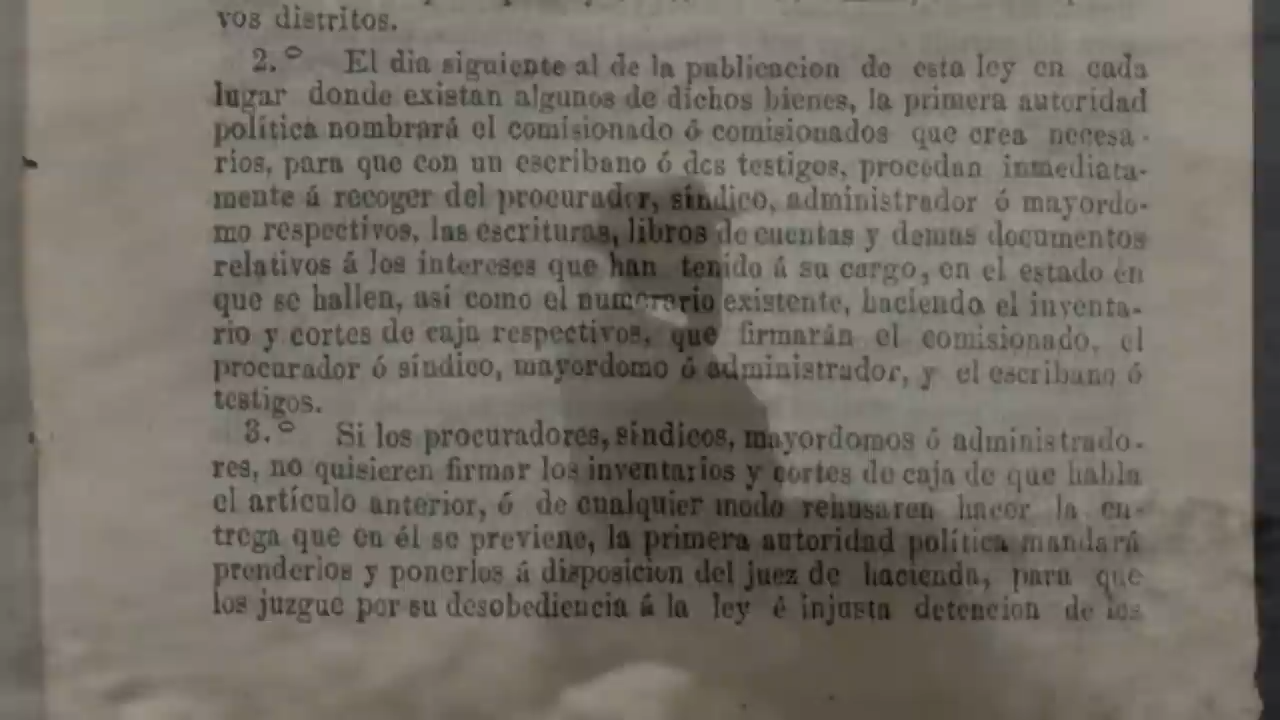 vos distritos.
2.º El dia siguiente al de la publicacion de esta ley en cada
lugar donde existan algunos de dichos bienes, la primera autoridad
política nombrará el comisionado ó comisionados que crea necesa-
rios, para que con un escribano ó dos testigos, procedan inmediata-
mente á recoger del procurador, síndico, administrador ó mayordo-
mo respectivos, las escrituras, libros de cuentas y demas documentos
relativos á los intereses que han tenido á su cargo, en el estado en
que se hallen, así como el numerario existente, haciendo el inventa-
rio y cortes de caja respectivos, que firmarán el comisionado, el
procurador ó síndico, mayordomo ó administrador, y el escribano ó
testigos.
3.º Si los procuradores, síndicos, mayordomos ó administrado-
res, no quisieren firmar los inventarios y cortes de caja de que habla
el artículo anterior, ó de cualquier modo rehusaren hacer la en-
trega que en él se previene, la primera autoridad política mandará
prenderlos y ponerlos á disposicion del juez de hacienda, para que
los juzgue por su desobediencia á la ley é injusta detencion de los